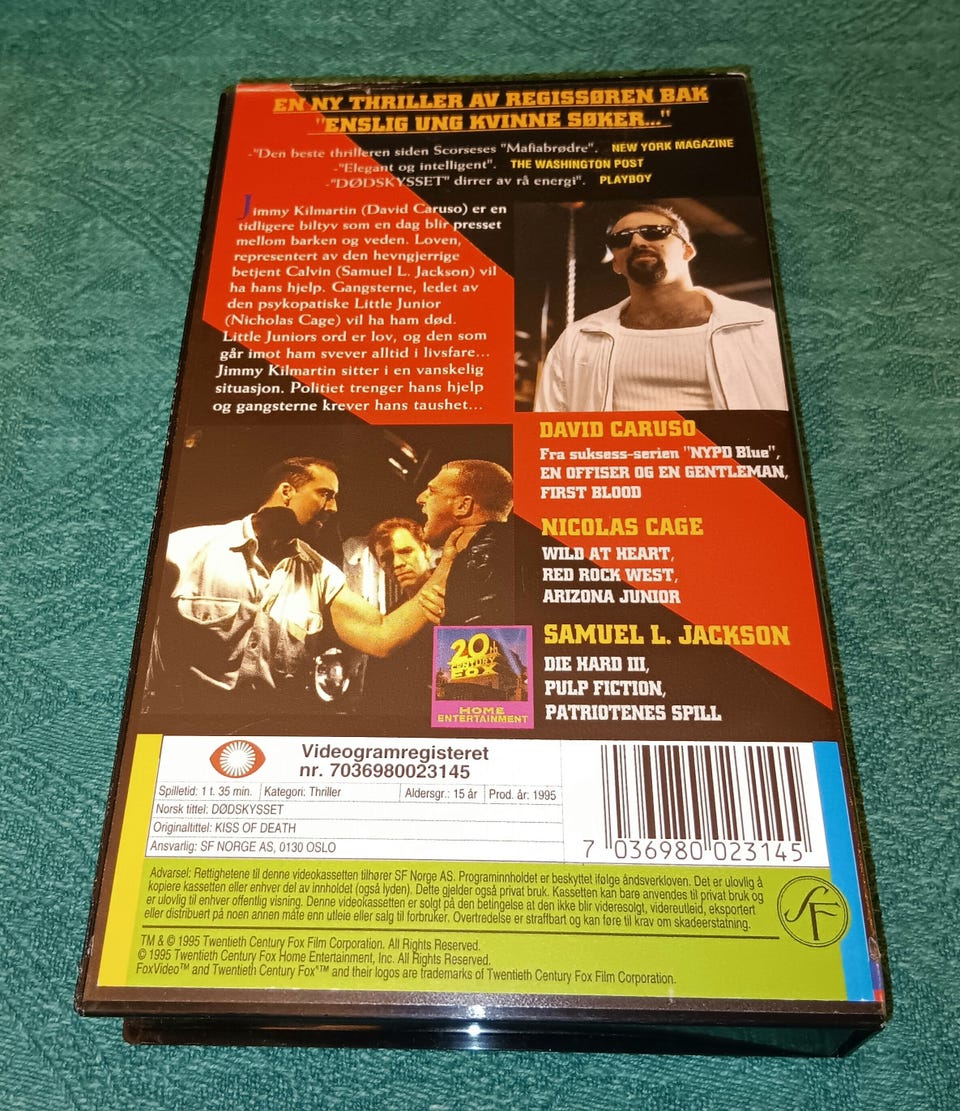 EN NY THRILLER AV REGISSØREN BAK
"ENSLIG UNG KVINNE SØKER..."
-"Den beste thrilleren siden Scorseses "Mafiabrødre". NEW YORK MAGAZINE
-"Elegant og intelligent". THE WASHINGTON POST
-"DØDSKYSSET" dirrer av rå energi". PLAYBOY
Jimmy Kilmartin (David Caruso) er en
tidligere biltyv som en dag blir presset
mellom barken og veden. Loven,
representert av den hevngjerrige
betjent Calvin (Samuel L. Jackson) vil
ha hans hjelp. Gangsterne, ledet av
den psykopatiske Little Junior
(Nicholas Cage) vil ha ham død.
Little Juniors ord er lov, og den som
går imot ham svever alltid i livsfare...
Jimmy Kilmartin sitter i en vanskelig
situasjon. Politiet trenger hans hjelp
og gangsterne krever hans taushet...
DAVID CARUSO
Fra suksess-serien "NYPD Blue",
EN OFFISER OG EN GENTLEMAN,
FIRST BLOOD
NICOLAS CAGE
WILD AT HEART,
RED ROCK WEST,
ARIZONA JUNIOR
SAMUEL L. JACKSON
DIE HARD III,
PULP FICTION,
PATRIOTENES SPILL
20th
CENTURY
FOX
HOME
ENTERTAINMENT
Videogramregisteret
nr. 7036980023145
Spilletid: 1 t. 35 min. Kategori: Thriller Aldersgr.: 15 år Prod. år: 1995
Norsk tittel: DØDSKYSSET
Originaltittel: KISS OF DEATH
Ansvarlig: SF NORGE AS, 0130 OSLO
7 036980 023145
Advarsel: Rettighetene til denne videokassetten tilhører SF Norge AS. Programinnholdet er beskyttet ifølge åndsverkloven. Det er ulovlig å
kopiere kassetten eller enhver del av innholdet (også lyden). Dette gjelder også privat bruk. Kassetten kan bare anvendes til privat bruk og
er ulovlig til enhver offentlig visning. Denne videokassetten er solgt på den betingelse at den ikke blir videresolgt, videreutleid, eksportert
eller distribuert på noen annen måte enn utleie eller salg til forbruker. Overtredelse er straffbart og kan føre til krav om skadeerstatning.
SF
TM & © 1995 Twentieth Century Fox Film Corporation. All Rights Reserved.
© 1995 Twentieth Century Fox Home Entertainment, Inc. All Rights Reserved.
FoxVideo™ and Twentieth Century Fox"™ and their logos are trademarks of Twentieth Century Fox Film Corporation.